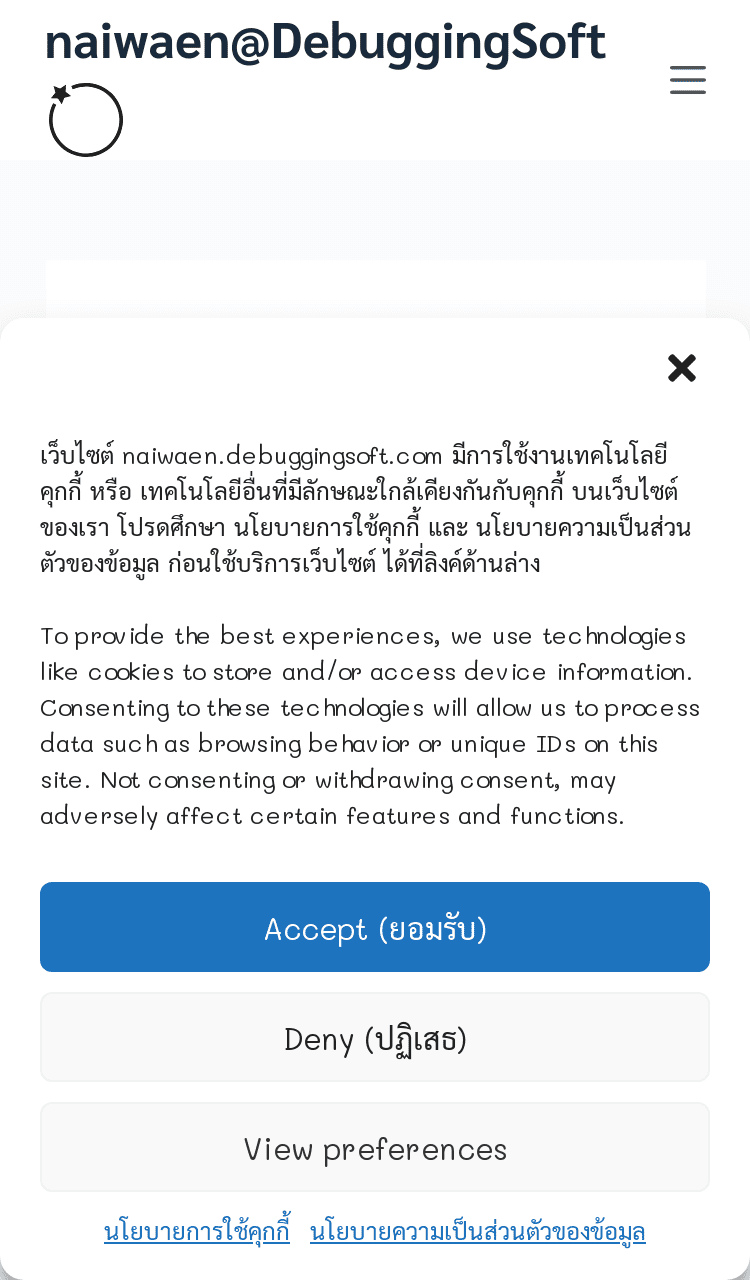 naiwaen@DebuggingSoft
เว็บไซต์ naiwaen.debuggingsoft.com มีการใช้งานเทคโนโลยี
คุกกี้ หรือ เทคโนโลยีอื่นที่มีลักษณะใกล้เคียงกันกับคุกกี้ บนเว็บไซต์
ของเรา โปรดศึกษา นโยบายการใช้คุกกี้ และ นโยบายความเป็นส่วน
ตัวของข้อมูล ก่อนใช้บริการเว็บไซต์ ได้ที่ลิงค์ด้านล่าง
To provide the best experiences, we use technologies
like cookies to store and/or access device information.
Consenting to these technologies will allow us to process
data such as browsing behavior or unique IDs on this
site. Not consenting or withdrawing consent, may
adversely affect certain features and functions.
Accept (ยอมรับ)
Deny (ปฏิเสธ)
View preferences
นโยบายการใช้คุกกี้ นโยบายความเป็นส่วนตัวของข้อมูล